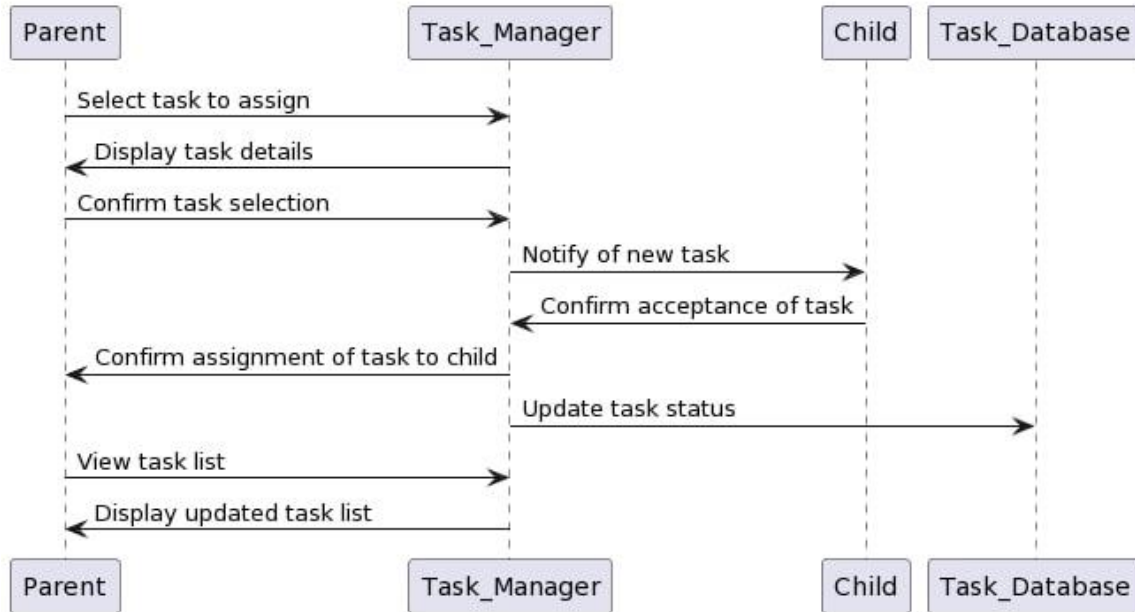 Parent Task_Manager Child Task_Database
Select task to assign
Display task details
Confirm task selection
Notify of new task
Confirm acceptance of task
Confirm assignment of task to child
Update task status
View task list
Display updated task list
Parent Task_Manager Child Task_Database